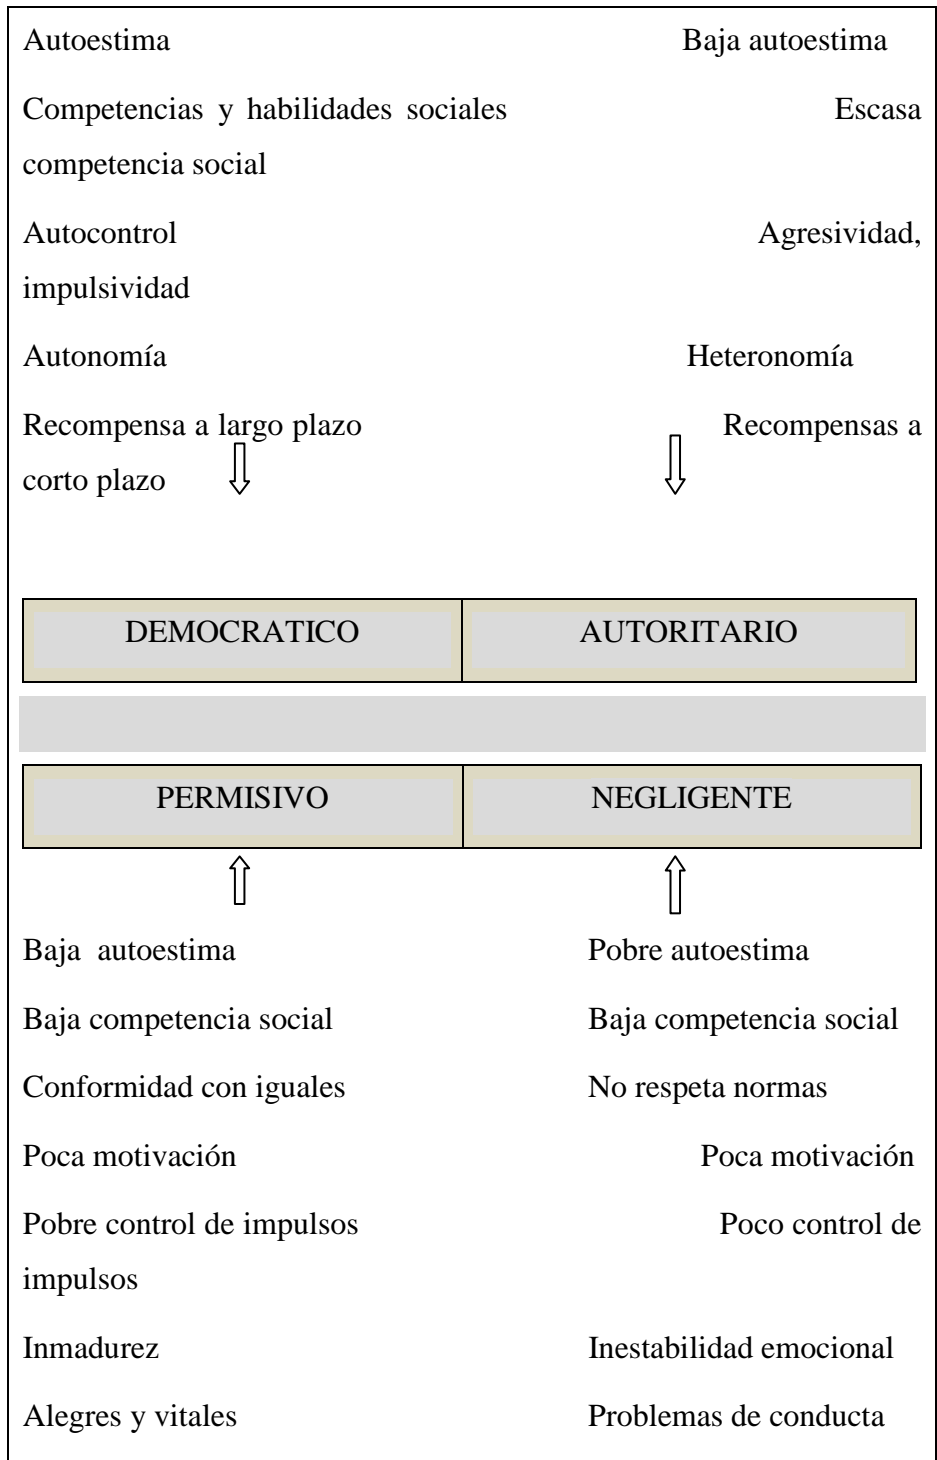 Autoestima Baja autoestima
Competencias y habilidades sociales Escasa
competencia social
Autocontrol Agresividad,
impulsividad
Autonomía Heteronomía
Recompensa a largo plazo Recompensas a
corto plazo
DEMOCRATICO AUTORITARIO
PERMISIVO NEGLIGENTE
Baja autoestima Pobre autoestima
Baja competencia social Baja competencia social
Conformidad con iguales No respeta normas
Poca motivación Poca motivación
Pobre control de impulsos Poco control de
impulsos
Inmadurez Inestabilidad emocional
Alegres y vitales Problemas de conducta